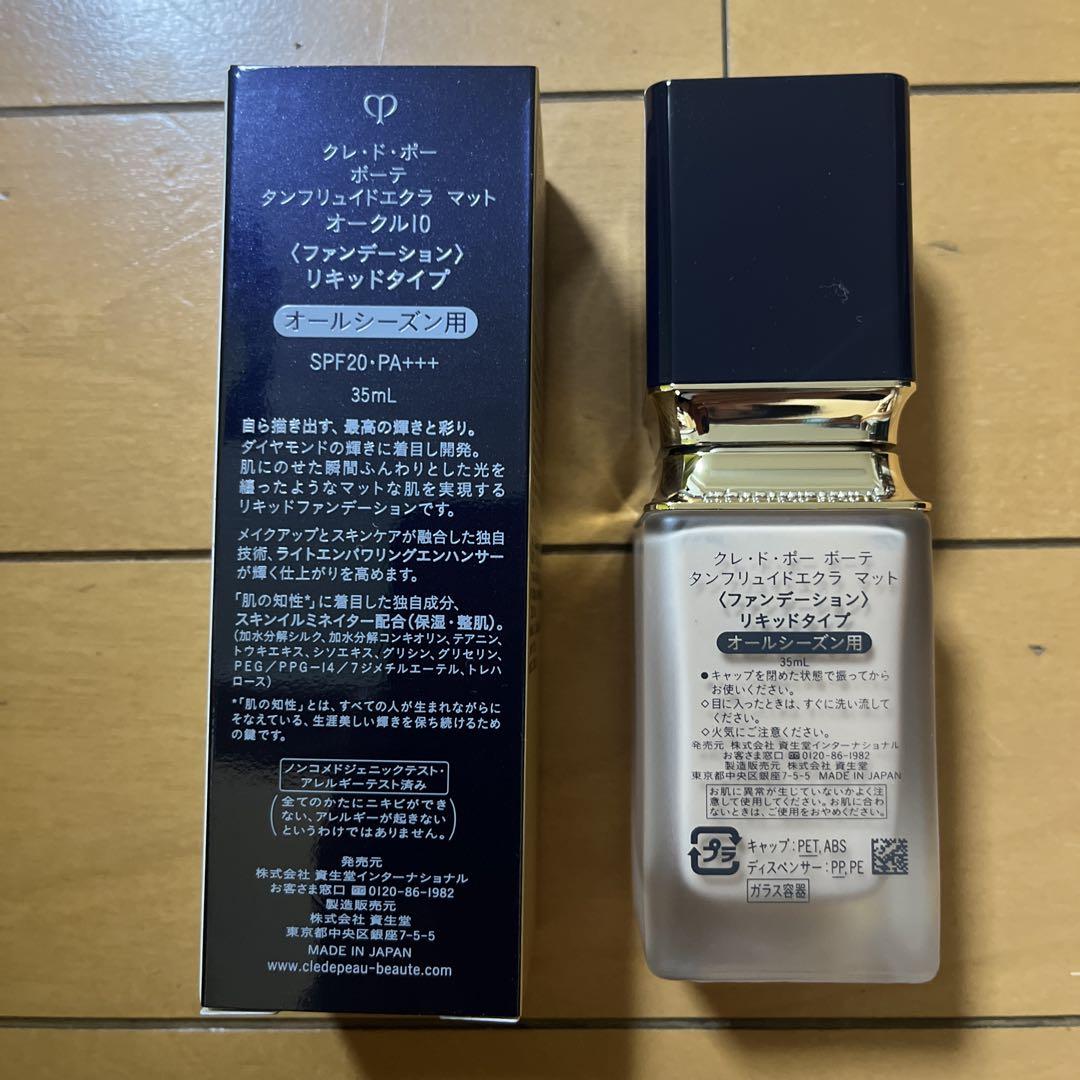 クレ・ド・ポー
ボーテ
タンフリュイドエクラ マット
オークル10
〈ファンデーション〉
リキッドタイプ
オールシーズン用
SPF20・PA+++
35mL
自ら描き出す、最高の輝きと彩り。
ダイヤモンドの輝きに着目し開発。
肌にのせた瞬間ふんわりとした光を
纏ったようなマットな肌を実現する
リキッドファンデーションです。
メイクアップとスキンケアが融合した独自
技術、ライトエンパワリングエンハンサー
が輝く仕上がりを高めます。
「肌の知性*」に着目した独自成分、
スキンイルミネイター配合(保湿・整肌)。
(加水分解シルク、加水分解コンキオリン、テアニン、
トウキエキス、シソエキス、グリシン、グリセリン、
PEG/PPG-14/7ジメチルエーテル、トレハ
ロース)
*「肌の知性」とは、すべての人が生まれながらに
そなえている、生涯美しい輝きを保ち続けるため
の鍵です。
ノンコメドジェニックテスト・
アレルギーテスト済み
(全てのかたにニキビができ
ない、アレルギーが起きない
というわけではありません。)
発売元
株式会社 資生堂インターナショナル
お客さま窓口 0120-86-1982
製造販売元
株式会社 資生堂
東京都中央区銀座7-5-5
MADE IN JAPAN
www.cledepeau-beaute.com
クレ・ド・ポー ボーテ
タンフリュイドエクラ マット
〈ファンデーション〉
リキッドタイプ
オールシーズン用
35mL
●キャップを閉めた状態で振ってから
お使いください。
◇目に入ったときは、すぐに洗い流して
ください。
◇火気にご注意ください。
発売元 株式会社 資生堂インターナショナル
お客さま窓口 0120-86-1982
製造販売元 株式会社 資生堂
東京都中央区銀座7-5-5 MADE IN JAPAN
お肌に異常が生じていないかよく注
意して使用してください。お肌に合わ
ないときは、ご使用をおやめください。
プラ
キャップ:PET,ABS
ディスペンサー:PP,PE
ガラス容器